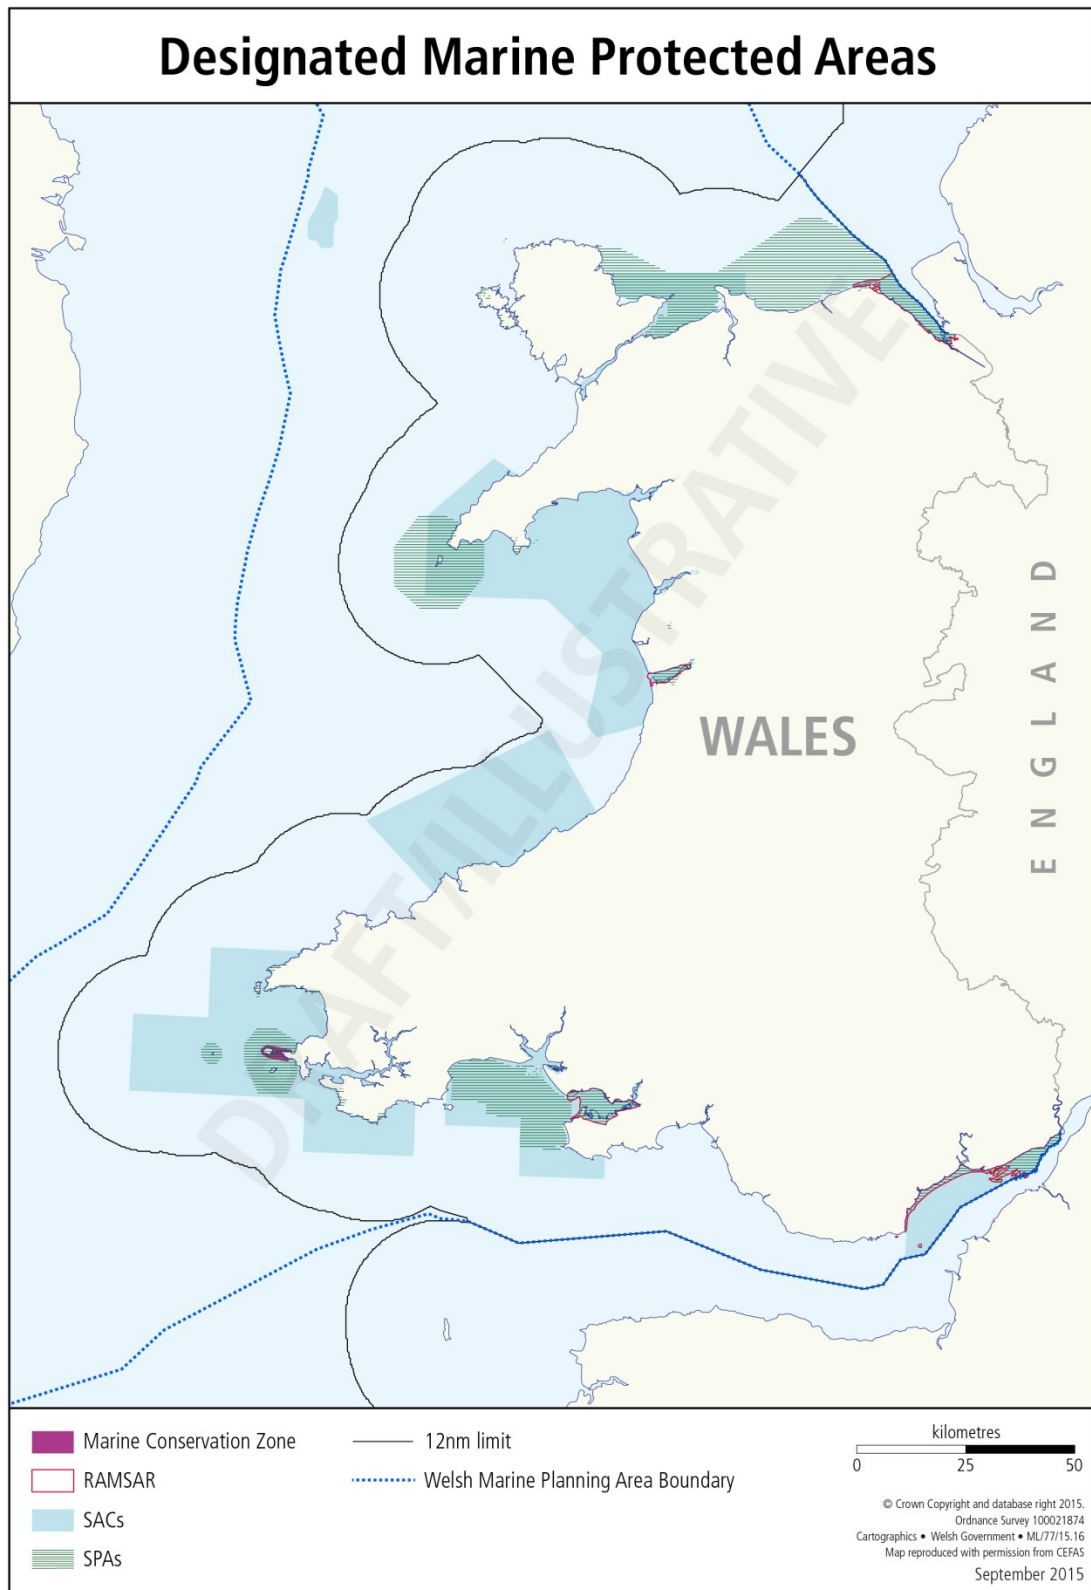 Designated Marine Protected Areas
DRAFT/ILLUSTRATIVE
ENGLAND
WALES
Marine Conservation Zone
RAMSAR
SACs
SPAs
12nm limit
Welsh Marine Planning Area Boundary
kilometres
0 25 50
© Crown Copyright and database right 2015.
Ordnance Survey 100021874
Cartographics • Welsh Government • ML/77/15.16
Map reproduced with permission from CEFAS
September 2015